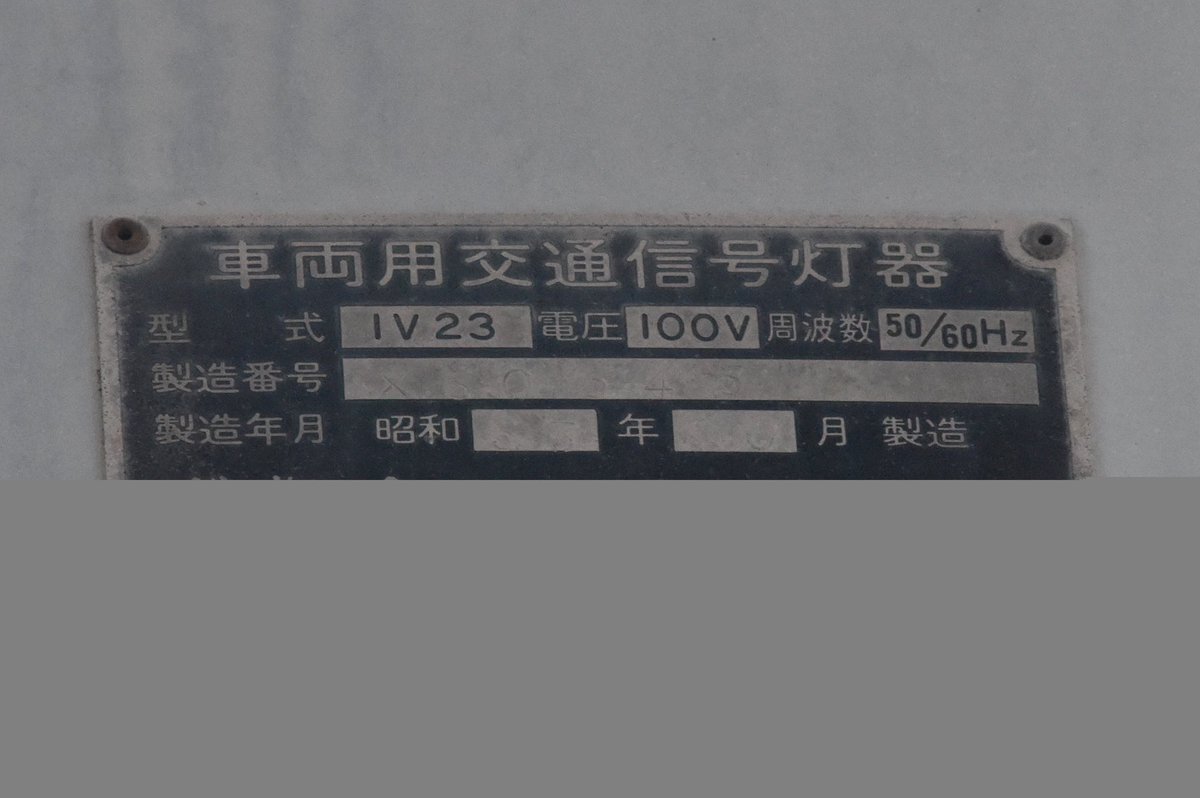 車両用交通信号灯器
型式 1V23 電圧 100V 周波数 50/60Hz
製造番号
製造年月 昭和 年 月 製造